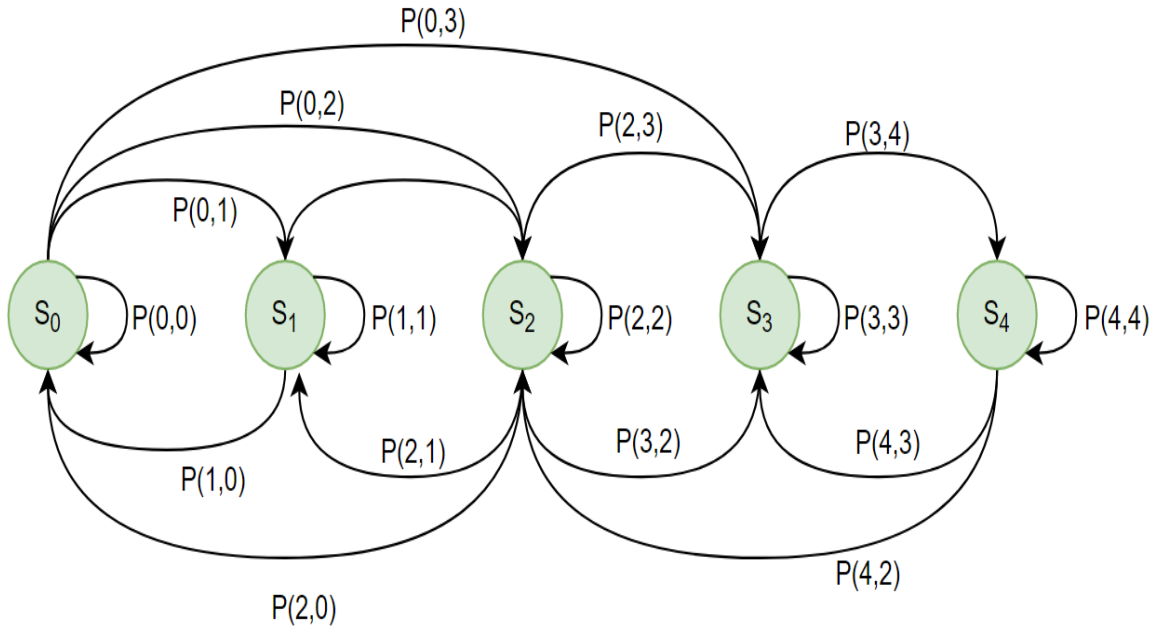 P(0,3)
P(0,2)
P(2,3)
P(3,4)
P(0,1)
S₀
P(0,0)
S₁
P(1,1)
S₂
P(2,2)
S₃
P(3,3)
S₄
P(4,4)
P(2,1)
P(3,2)
P(4,3)
P(1,0)
P(4,2)
P(2,0)